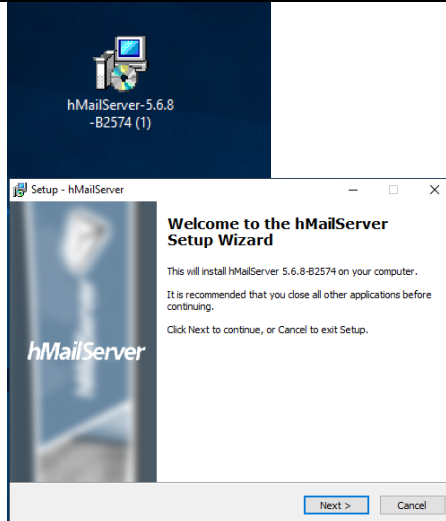 hMailServer-5.6.8
-B2574 (1)
Setup - hMailServer
Welcome to the hMailServer
Setup Wizard
This will install hMailServer 5.6.8-B2574 on your computer.
It is recommended that you close all other applications before
continuing.
Click Next to continue, or Cancel to exit Setup.
hMailServer
Next >
Cancel